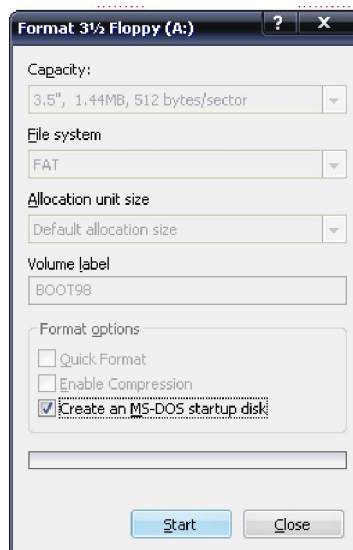 Format 3½ Floppy (A:)
Capacity:
3.5", 1.44MB, 512 bytes/sector
File system
FAT
Allocation unit size
Default allocation size
Volume label
BOOT98
Format options
Quick Format
Enable Compression
Create an MS-DOS startup disk
Start Close